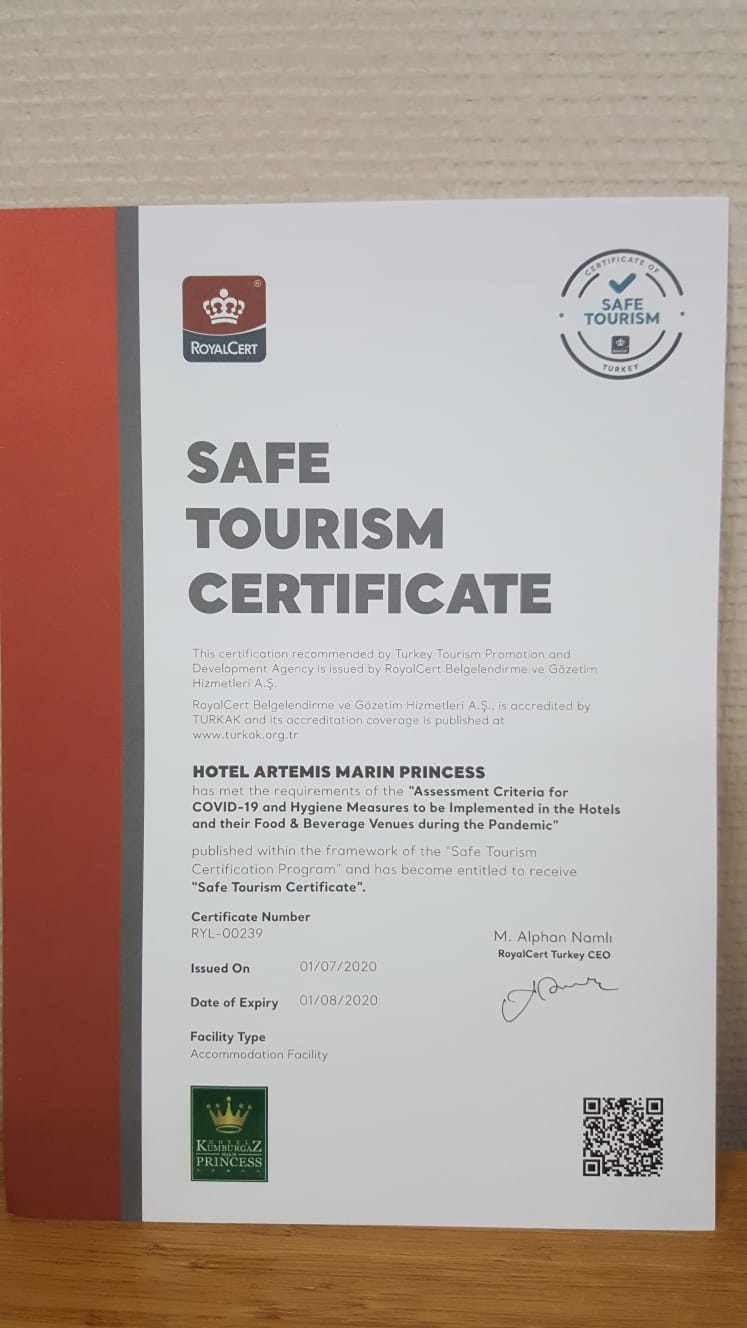 ROYALCERT
®
CERTIFICATE OF
SAFE
TOURISM
TURKEY
SAFE
TOURISM
CERTIFICATE
This certification recommended by Turkey Tourism Promotion and
Development Agency is issued by RoyalCert Belgelendirme ve Gözetim
Hizmetleri A.Ş.
RoyalCert Belgelendirme ve Gözetim Hizmetleri A.Ş., is accredited by
TURKAK and its accreditation coverage is published at
www.turkak.org.tr
HOTEL ARTEMIS MARIN PRINCESS
has met the requirements of the "Assessment Criteria for
COVID-19 and Hygiene Measures to be Implemented in the Hotels
and their Food & Beverage Venues during the Pandemic"
published within the framework of the "Safe Tourism
Certification Program" and has become entitled to receive
"Safe Tourism Certificate".
Certificate Number
RYL-00239
M. Alphan Namlı
RoyalCert Turkey CEO
Issued On 01/07/2020
Date of Expiry 01/08/2020
Facility Type
Accommodation Facility
HOTEL
KUMBURGAZ
MARIN
PRINCESS